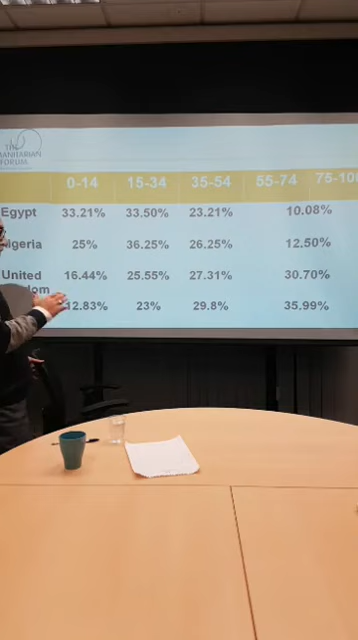 THE
MANITARIAN
FORUM
0-14 15-34 35-54 55-74 75-100
Egypt 33.21% 33.50% 23.21% 10.08%
lgeria 25% 36.25% 26.25% 12.50%
United 16.44% 25.55% 27.31% 30.70%
dom
12.83% 23% 29.8% 35.99%